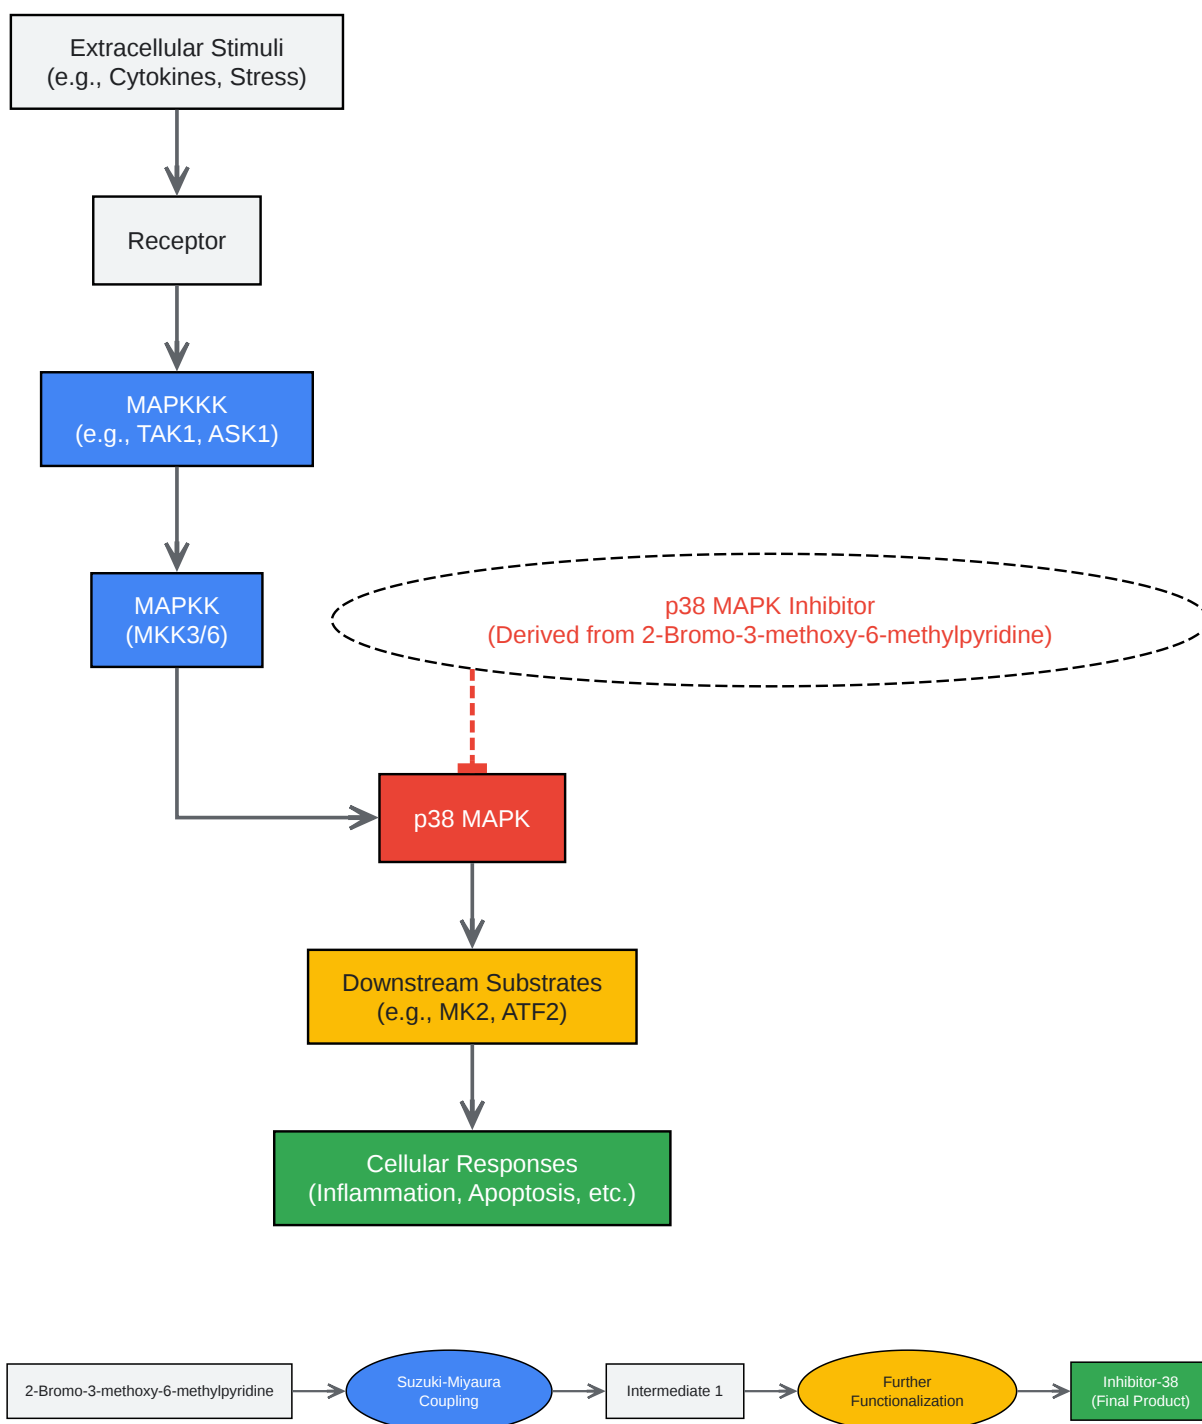 Extracellular Stimuli
(e.g., Cytokines, Stress)
Receptor
MAPKKK
(e.g., TAK1, ASK1)
MAPKK
(MKK3/6)
p38 MAPK Inhibitor
(Derived from 2-Bromo-3-methoxy-6-methylpyridine)
p38 MAPK
Downstream Substrates
(e.g., MK2, ATF2)
Cellular Responses
(Inflammation, Apoptosis, etc.)
2-Bromo-3-methoxy-6-methylpyridine
Suzuki-Miyaura
Coupling
Intermediate 1
Further
Functionalization
Inhibitor-38
(Final Product)